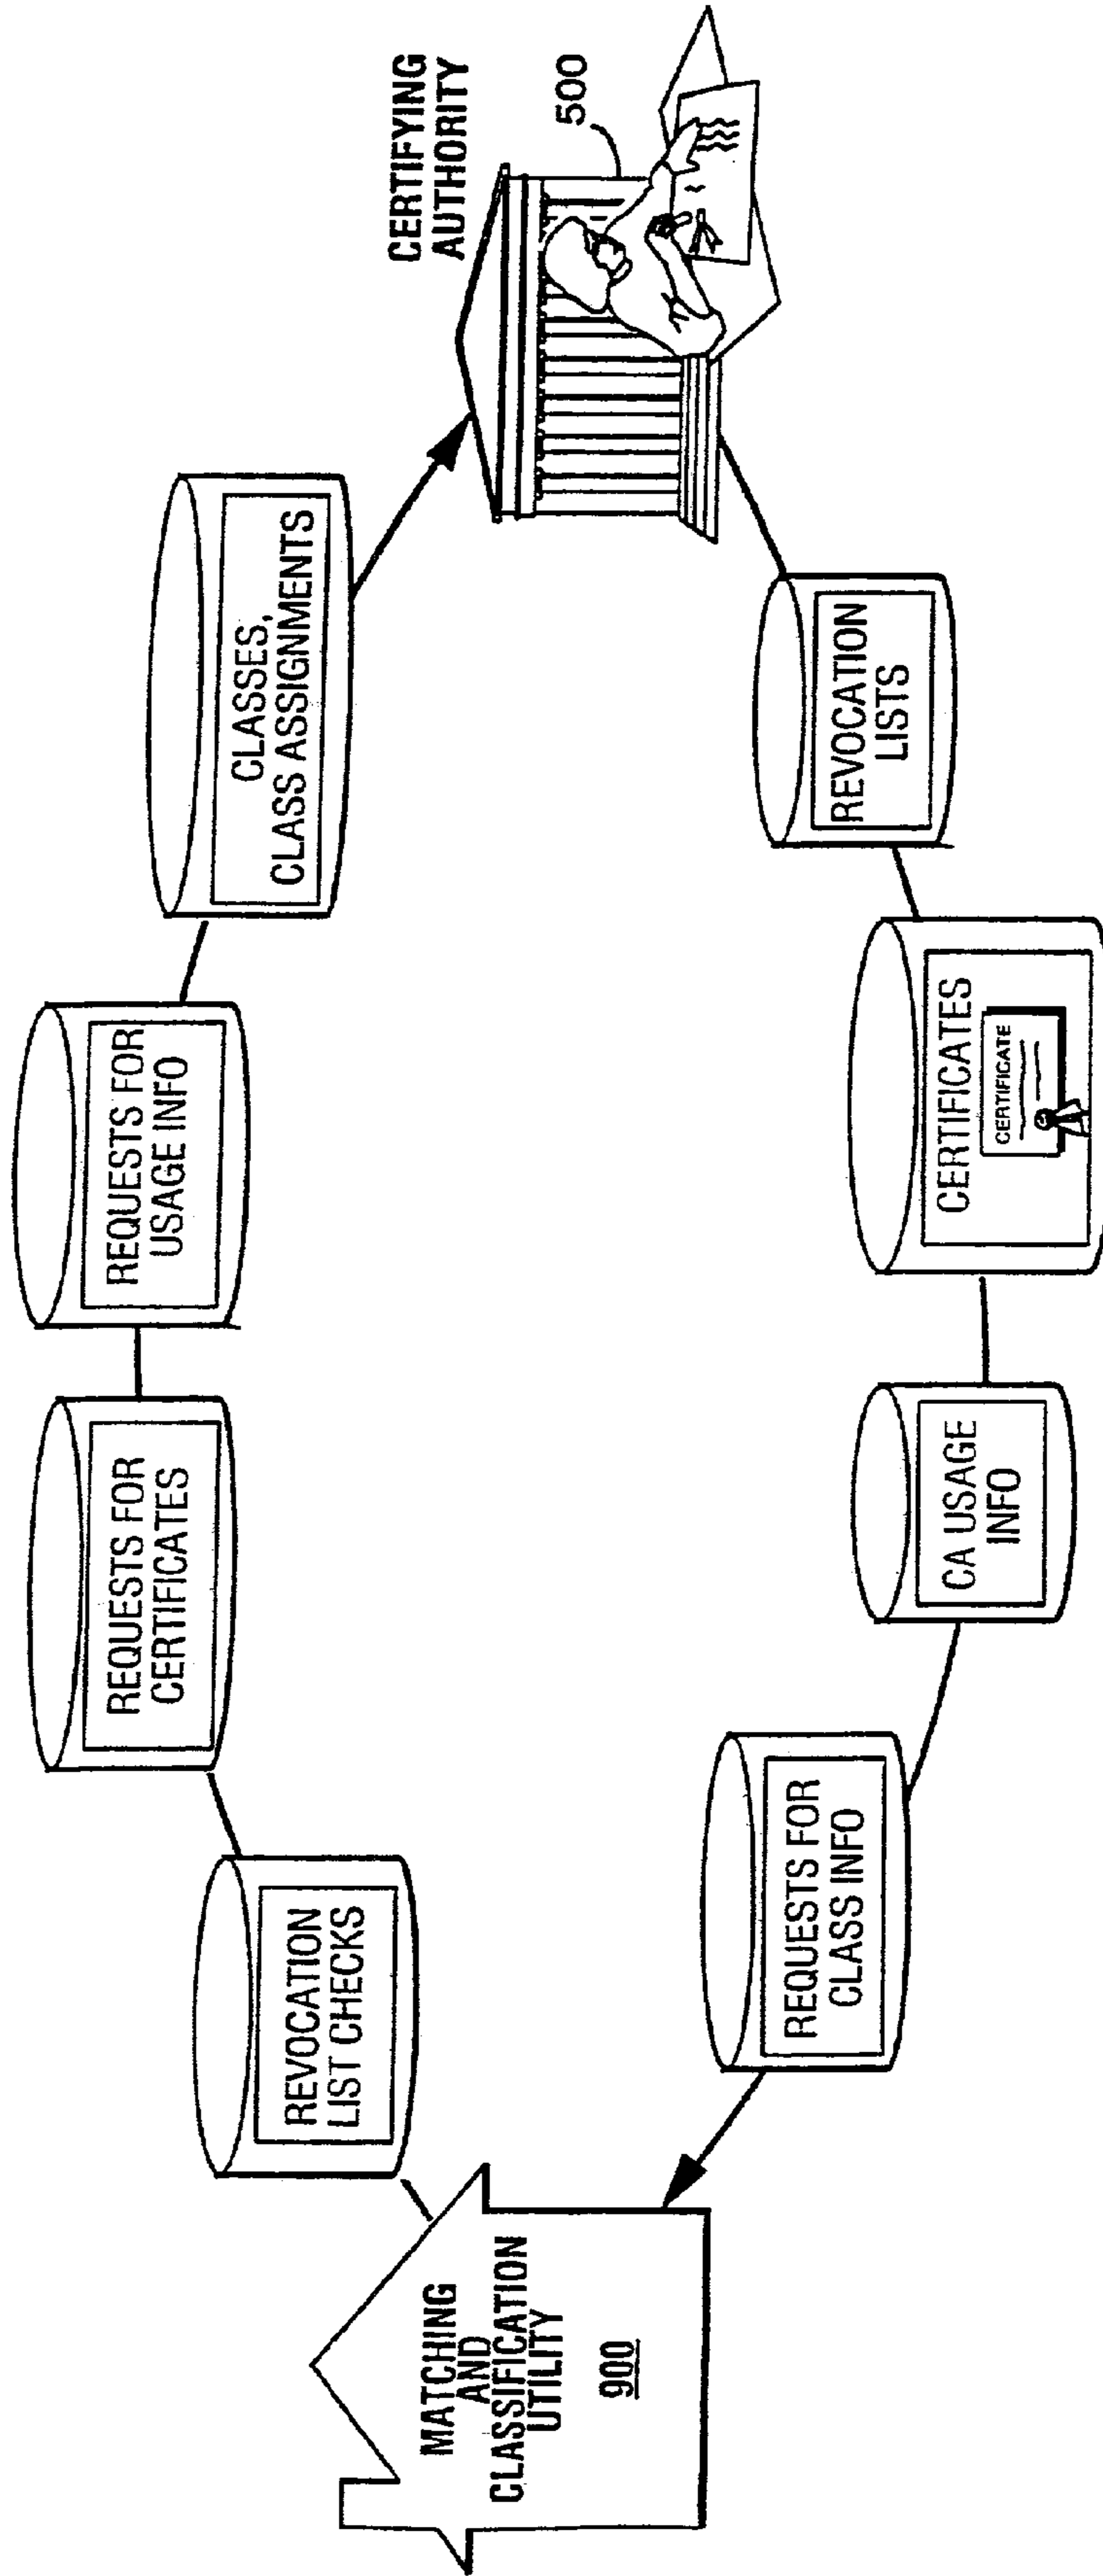 CERTIFYING
AUTHORITY
500
CLASSES,
CLASS ASSIGNMENTS
REQUESTS FOR
USAGE INFO
REQUESTS FOR
CERTIFICATES
REVOCATION
LIST CHECKS
MATCHING
AND
CLASSIFICATION
UTILITY
900
REQUESTS FOR
CLASS INFO
CA USAGE
INFO
CERTIFICATES
CERTIFICATE
REVOCATION
LISTS